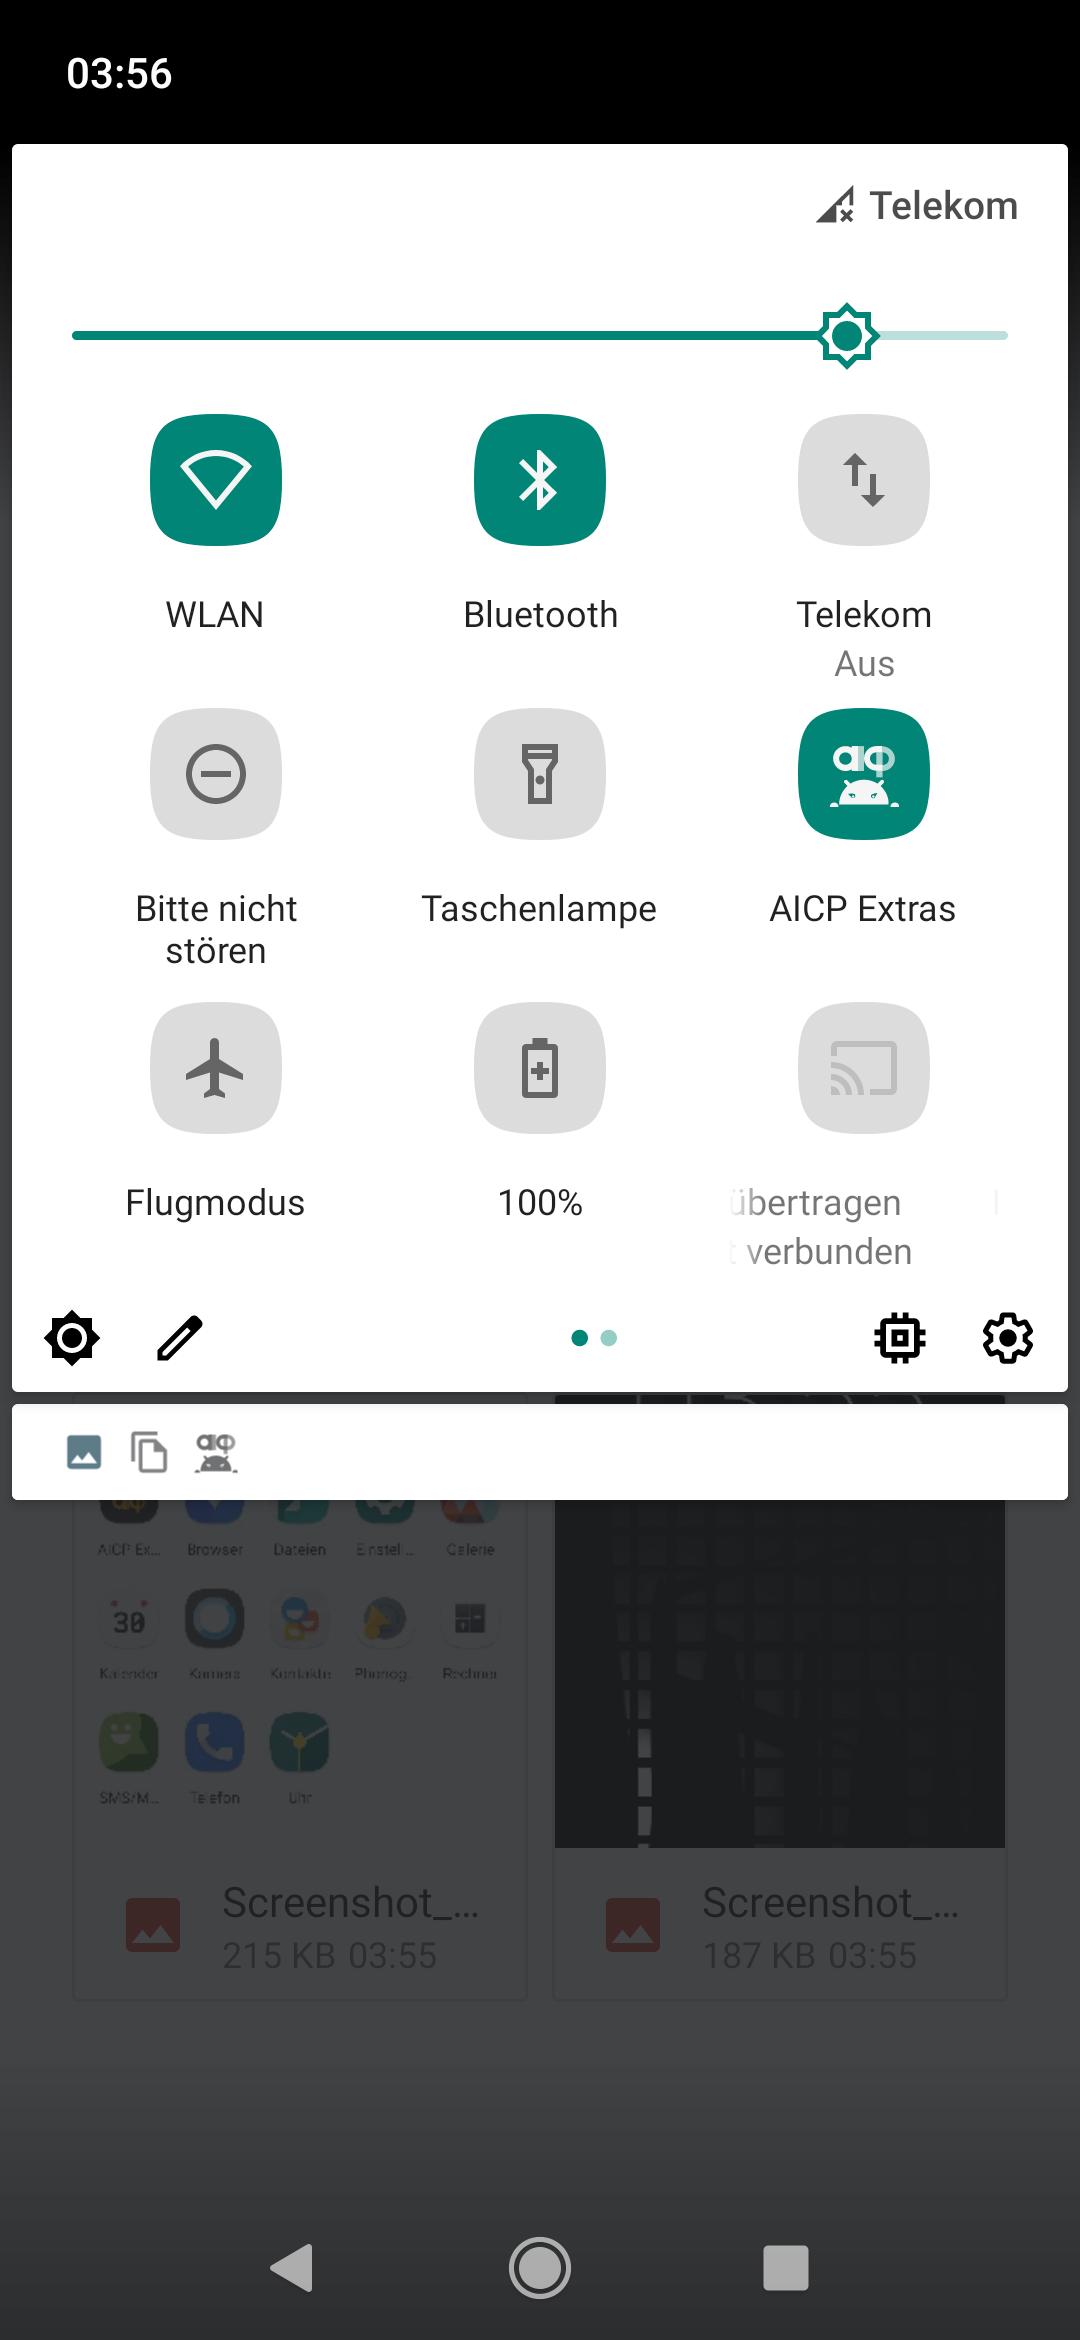 03:56
Telekom
WLAN
Bluetooth
Telekom
Aus
Bitte nicht
stören
Taschenlampe
AICP Extras
Flugmodus
100%
übertragen
t verbunden
AICP Ex...
Browser
Dateien
Einstell...
Galerie
30
Kalender
Kamera
Kontakte
Phonog...
Rechner
SMS/M...
Telefon
Uhr
Screenshot_...
215 KB 03:55
Screenshot_...
187 KB 03:55